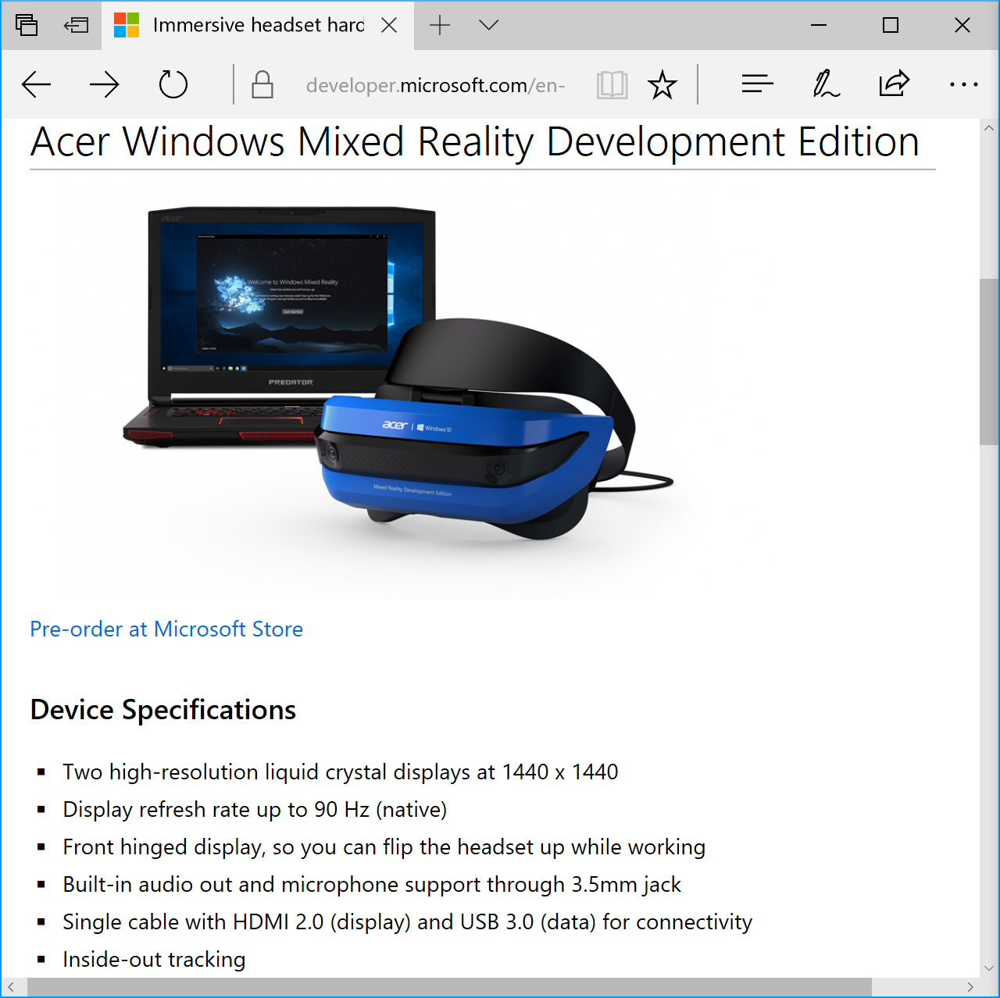 Immersive headset hard
developer.microsoft.com/en-
Acer Windows Mixed Reality Development Edition
acer
Welcome to Windows Mixed Reality
Get started
PREDATOR
acer | Windows 10
Mixed Reality Development Edition
Pre-order at Microsoft Store
Device Specifications
Two high-resolution liquid crystal displays at 1440 x 1440
Display refresh rate up to 90 Hz (native)
Front hinged display, so you can flip the headset up while working
Built-in audio out and microphone support through 3.5mm jack
Single cable with HDMI 2.0 (display) and USB 3.0 (data) for connectivity
Inside-out tracking